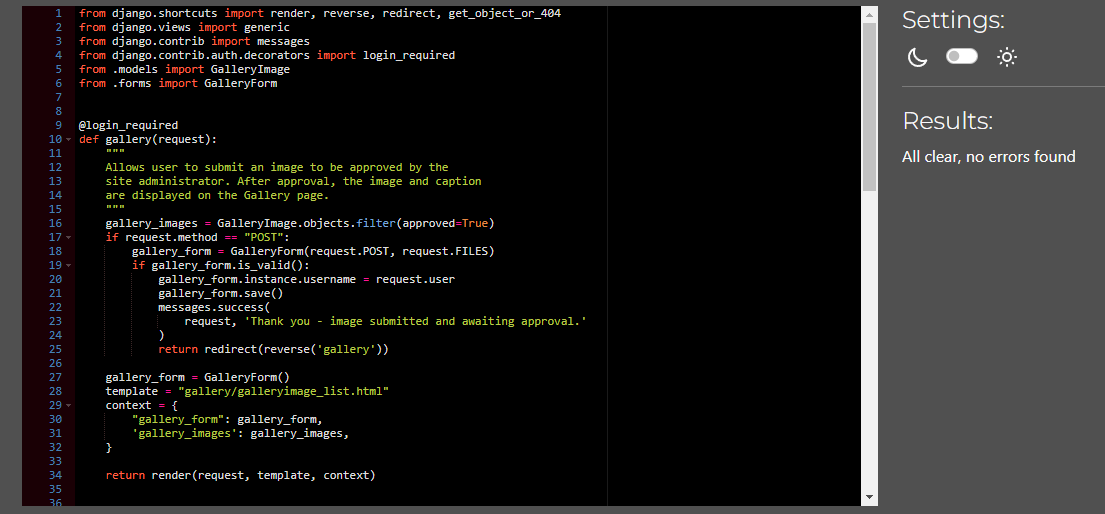 1 from django.shortcuts import render, reverse, redirect, get_object_or_404
2 from django.views import generic
3 from django.contrib import messages
4 from django.contrib.auth.decorators import login_required
5 from .models import GalleryImage
6 from .forms import GalleryForm
7
8
9 @login_required
10 def gallery(request):
11     """
12     Allows user to submit an image to be approved by the
13     site administrator. After approval, the image and caption
14     are displayed on the Gallery page.
15     """
16     gallery_images = GalleryImage.objects.filter(approved=True)
17     if request.method == "POST":
18         gallery_form = GalleryForm(request.POST, request.FILES)
19         if gallery_form.is_valid():
20             gallery_form.instance.username = request.user
21             gallery_form.save()
22             messages.success(
23                 request, 'Thank you - image submitted and awaiting approval.'
24             )
25             return redirect(reverse('gallery'))
26
27     gallery_form = GalleryForm()
28     template = "gallery/galleryimage_list.html"
29     context = {
30         "gallery_form": gallery_form,
31         'gallery_images': gallery_images,
32     }
33
34     return render(request, template, context)
35
36
Settings:
Results:
All clear, no errors found